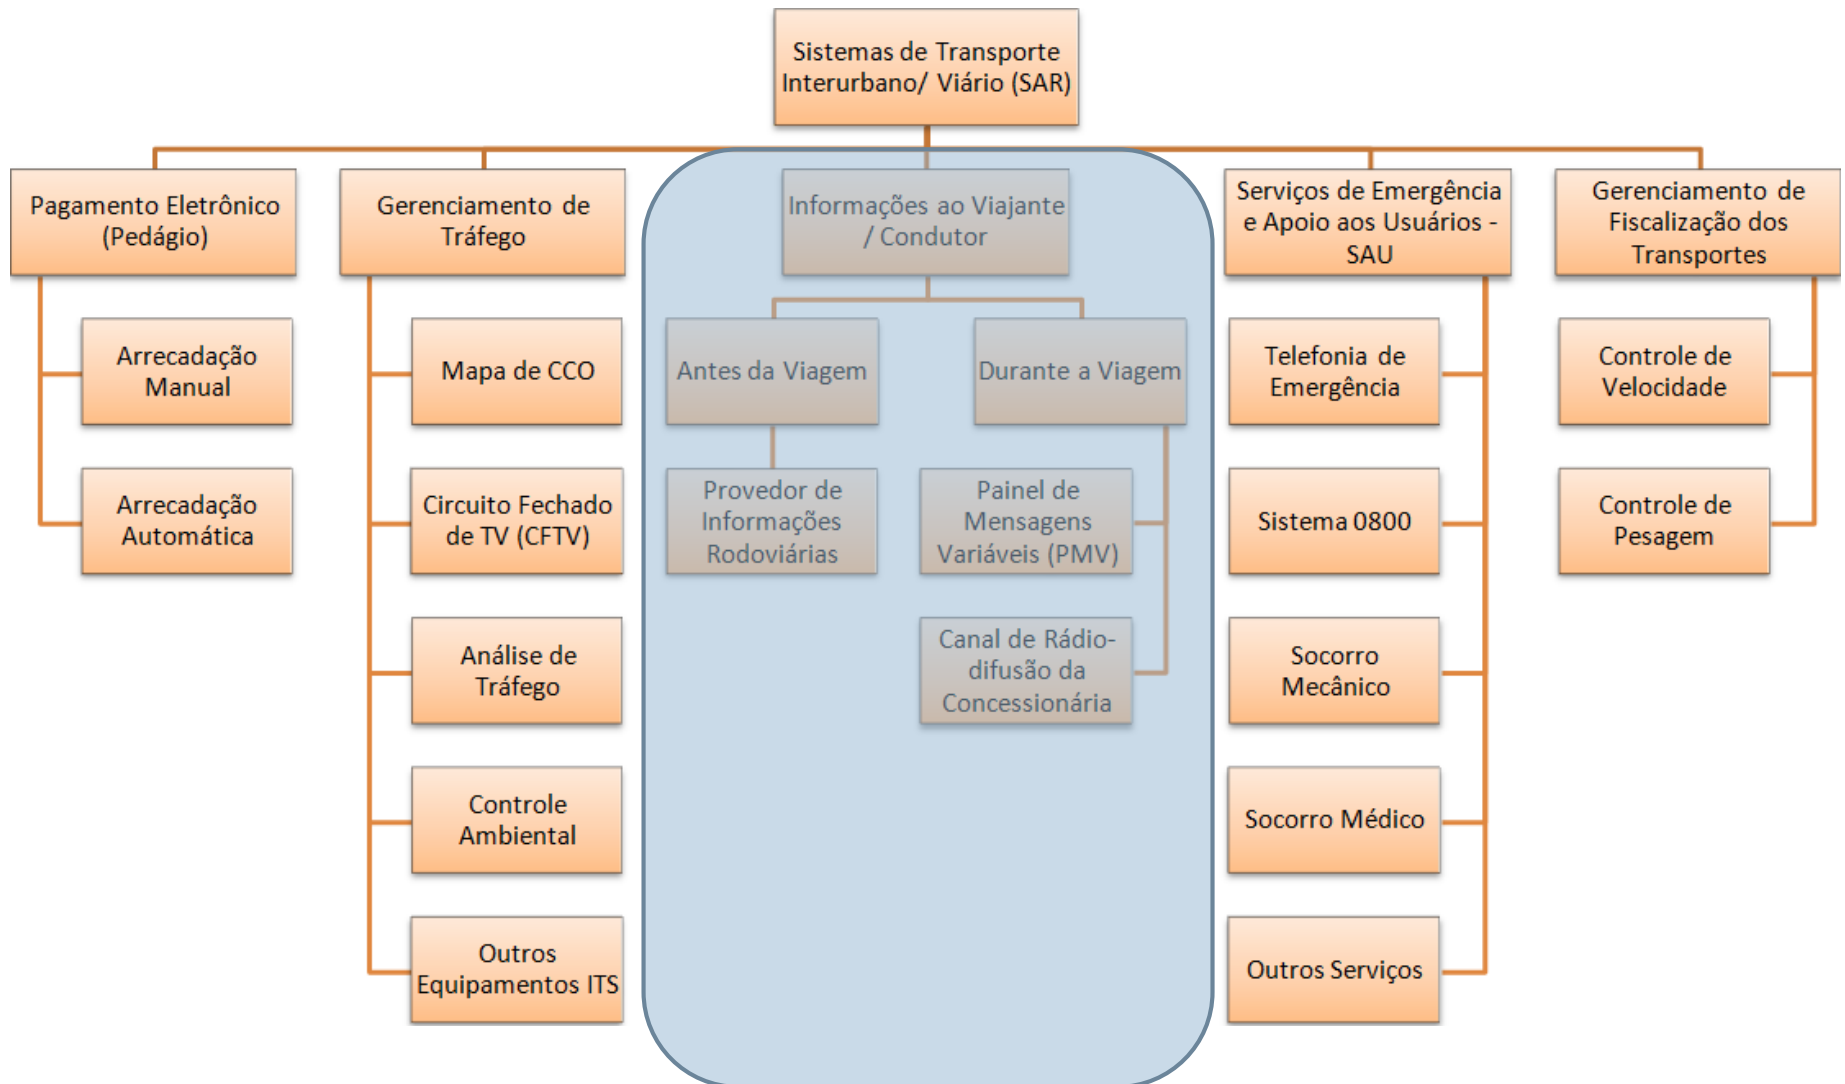 Sistemas de Transporte
Interurbano/ Viário (SAR)
Pagamento Eletrônico
(Pedágio)
Arrecadação
Manual
Arrecadação
Automática
Gerenciamento de
Tráfego
Mapa de CCO
Circuito Fechado
de TV (CFTV)
Análise de
Tráfego
Controle
Ambiental
Outros
Equipamentos ITS
Informações ao Viajante
/ Condutor
Antes da Viagem
Provedor de
Informações
Rodoviárias
Durante a Viagem
Painel de
Mensagens
Variáveis (PMV)
Canal de Rádio-
difusão da
Concessionária
Serviços de Emergência
e Apoio aos Usuários -
SAU
Telefonia de
Emergência
Sistema 0800
Socorro
Mecânico
Socorro Médico
Outros Serviços
Gerenciamento de
Fiscalização dos
Transportes
Controle de
Velocidade
Controle de
Pesagem